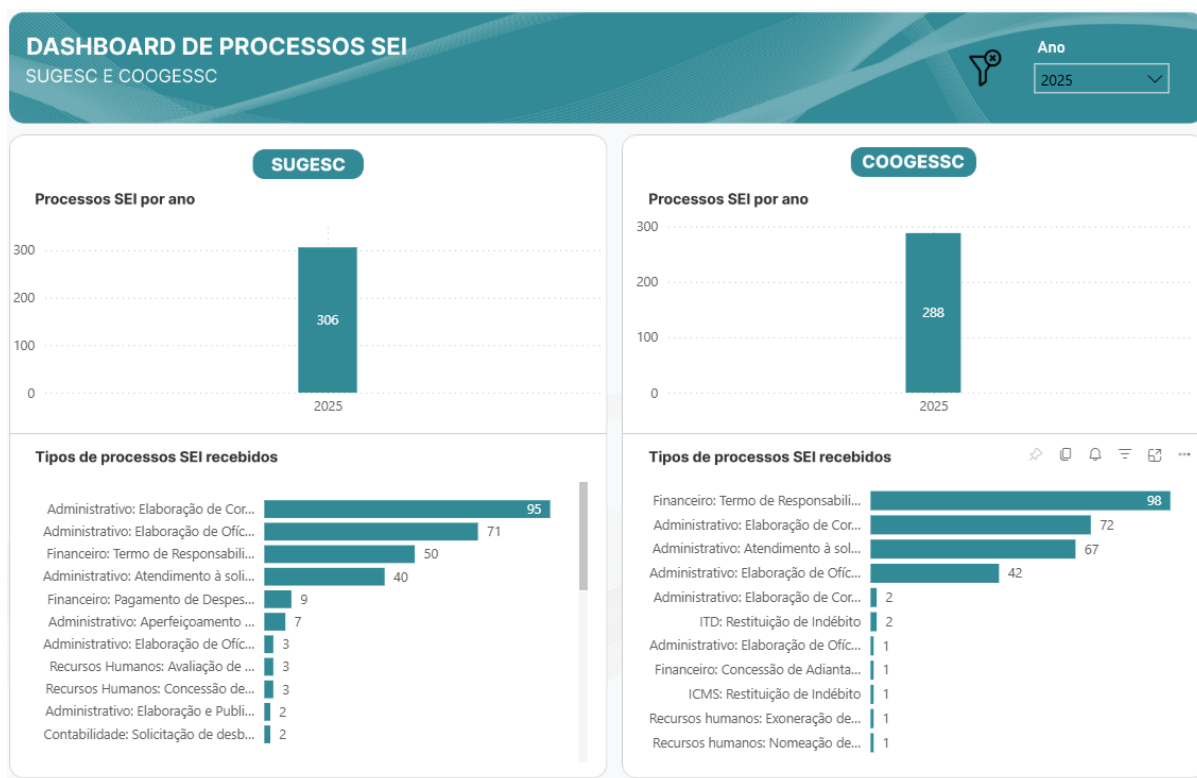 DASHBOARD DE PROCESSOS SEI
SUGESC E COOGESSC
Ano
2025
SUGESC
Processos SEI por ano
300
200
100
0
306
2025
Tipos de processos SEI recebidos
Administrativo: Elaboração de Cor... 95
Administrativo: Elaboração de Ofíc... 71
Financeiro: Termo de Responsabili... 50
Administrativo: Atendimento à soli... 40
Financeiro: Pagamento de Despes... 9
Administrativo: Aperfeiçoamento ... 7
Administrativo: Elaboração de Ofíc... 3
Recursos Humanos: Avaliação de ... 3
Recursos Humanos: Concessão de... 3
Administrativo: Elaboração e Publi... 2
Contabilidade: Solicitação de desb... 2
COOGESSC
Processos SEI por ano
300
200
100
0
288
2025
Tipos de processos SEI recebidos
Financeiro: Termo de Responsabili... 98
Administrativo: Elaboração de Cor... 72
Administrativo: Atendimento à sol... 67
Administrativo: Elaboração de Ofíc... 42
Administrativo: Elaboração de Cor... 2
ITD: Restituição de Indébito 2
Administrativo: Elaboração de Ofíc... 1
Financeiro: Concessão de Adianta... 1
ICMS: Restituição de Indébito 1
Recursos humanos: Exoneração de... 1
Recursos humanos: Nomeação de... 1